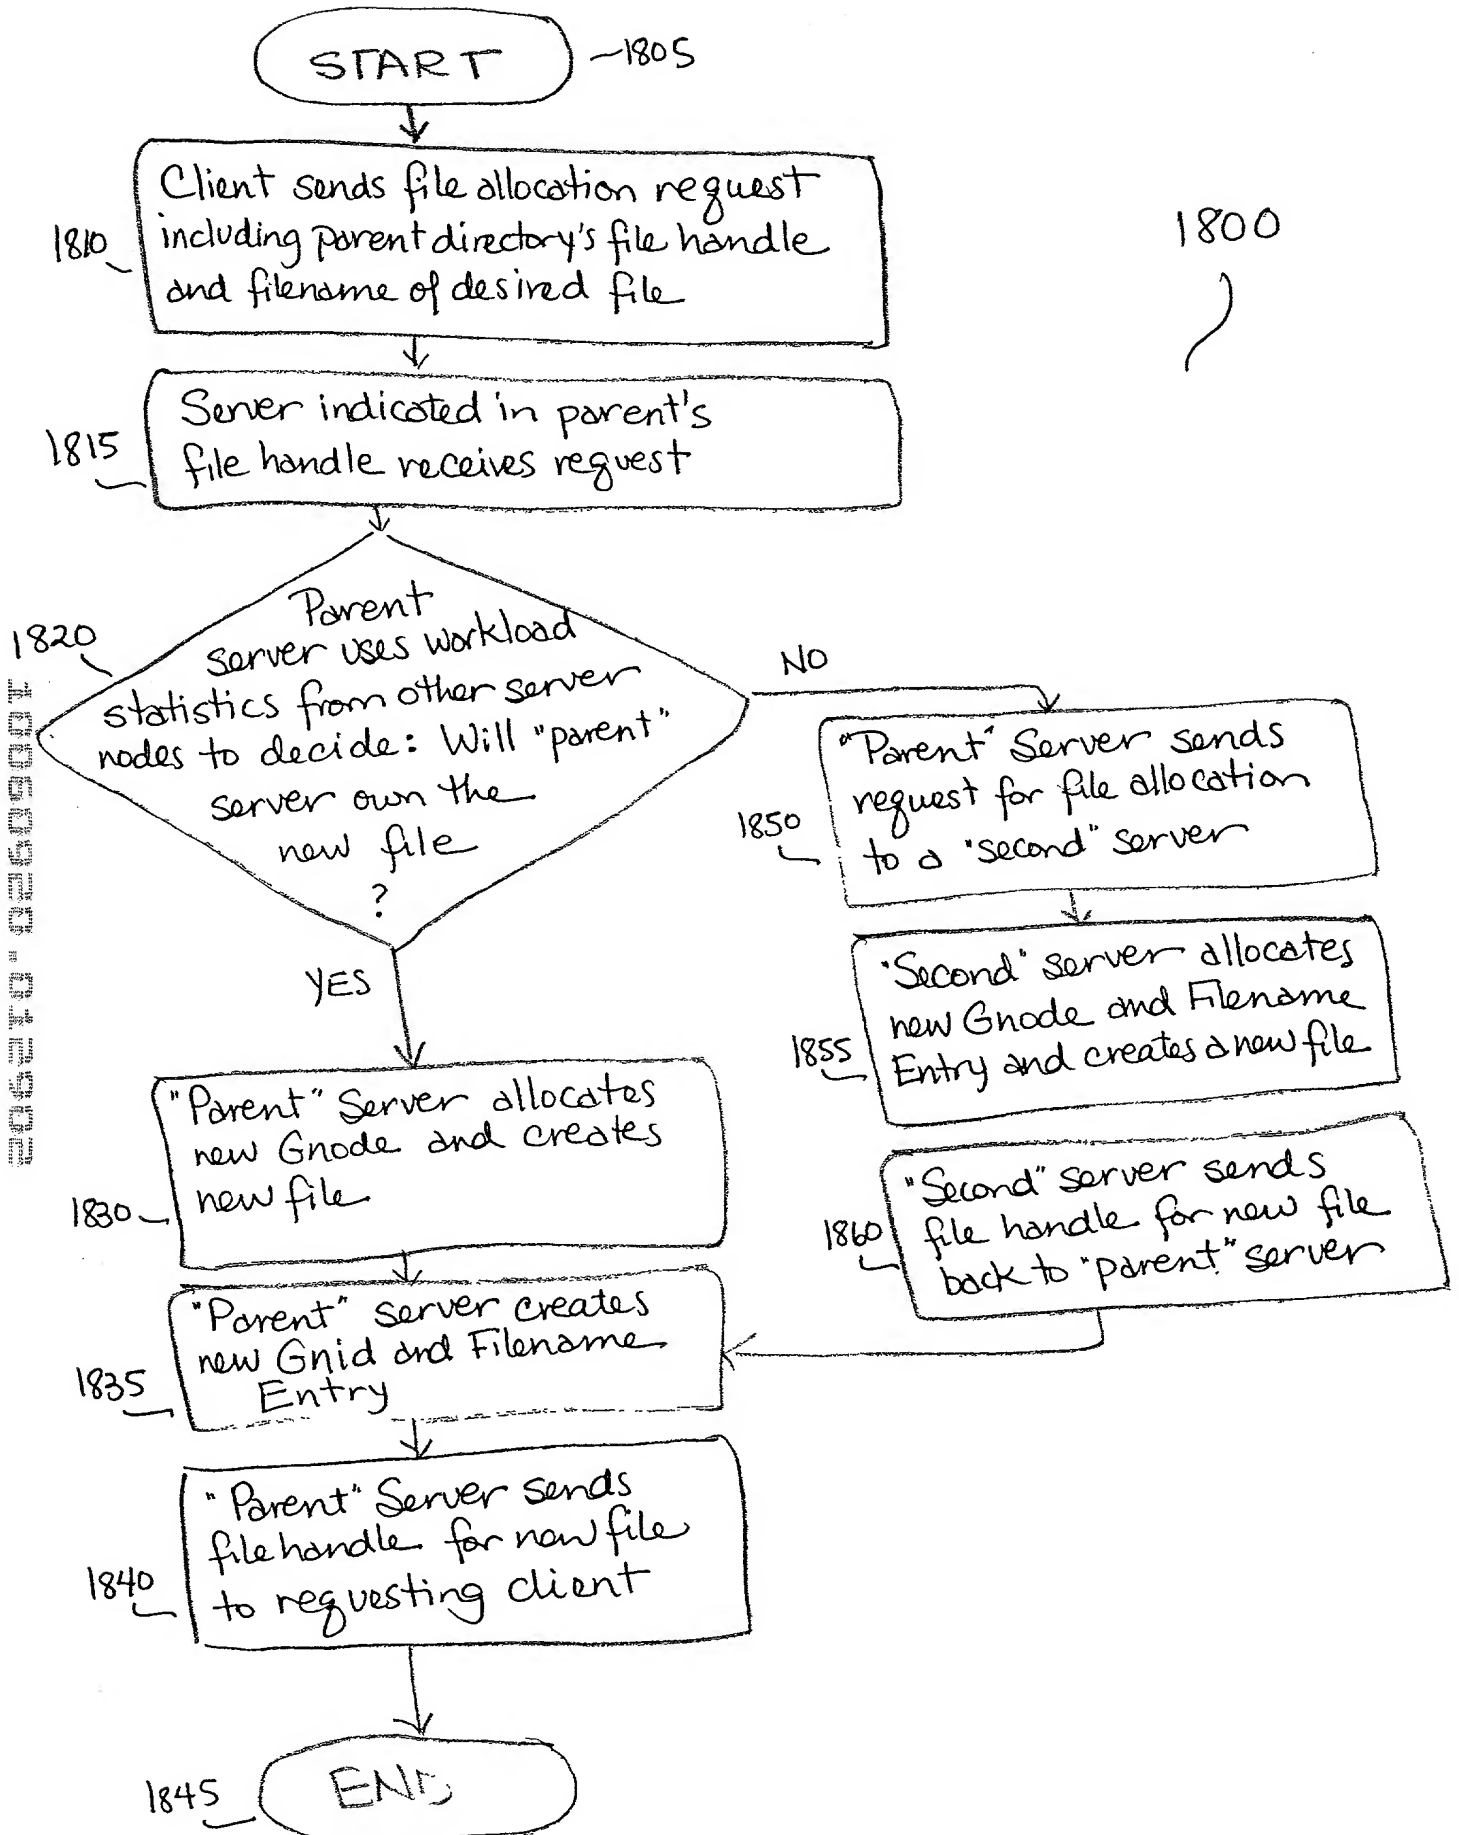 START
1805
Client sends file allocation request
including parent directory's file handle
and filename of desired file
1810
1800
Server indicated in parent's
file handle receives request
1815
Parent
server uses workload
statistics from other server
nodes to decide: Will "parent"
server own the
new file
?
1820
NO
YES
"Parent" Server sends
request for file allocation
to a "second" server
1850
"Second" server allocates
new Gnode and Filename
Entry and creates a new file
1855
"Second" server sends
file handle for new file
back to "parent" server
1860
"Parent" Server allocates
new Gnode and creates
new file
1830
"Parent" server creates
new Gnid and Filename
Entry
1835
"Parent" Server sends
file handle for new file
to requesting client
1840
END
1845